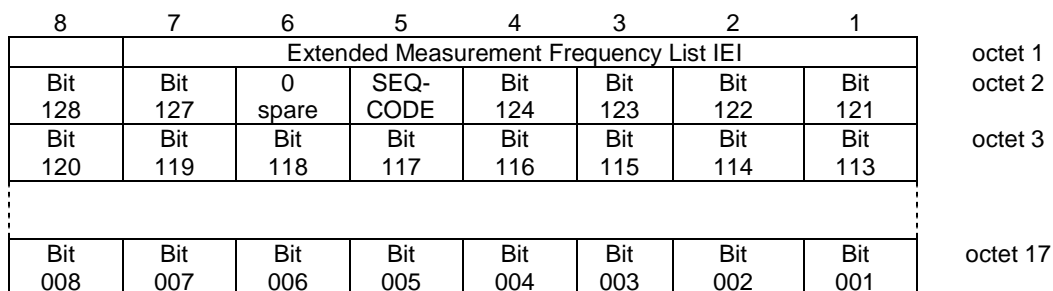 8 7 6 5 4 3 2 1
Extended Measurement Frequency List IEI octet 1
Bit Bit 0 SEQ- Bit Bit Bit Bit octet 2
128 127 spare CODE 124 123 122 121
Bit Bit Bit Bit Bit Bit Bit Bit octet 3
120 119 118 117 116 115 114 113
Bit Bit Bit Bit Bit Bit Bit Bit octet 17
008 007 006 005 004 003 002 001